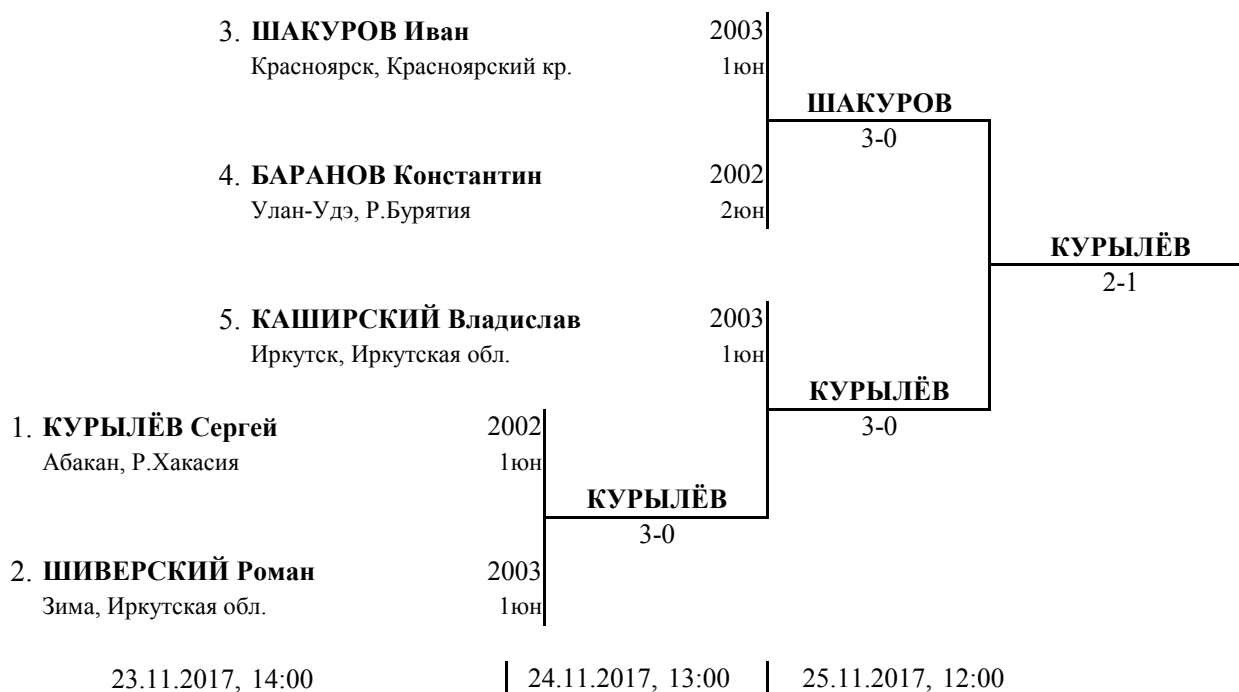 3. ШАКУРОВ Иван 2003
Красноярск, Красноярский кр. 1юн
ШАКУРОВ
3-0
4. БАРАНОВ Константин 2002
Улан-Удэ, Р.Бурятия 2юн
КУРЫЛЁВ
2-1
5. КАШИРСКИЙ Владислав 2003
Иркутск, Иркутская обл. 1юн
КУРЫЛЁВ
3-0
1. КУРЫЛЁВ Сергей 2002
Абакан, Р.Хакасия 1юн
КУРЫЛЁВ
3-0
2. ШИВЕРСКИЙ Роман 2003
Зима, Иркутская обл. 1юн
23.11.2017, 14:00 24.11.2017, 13:00 25.11.2017, 12:00